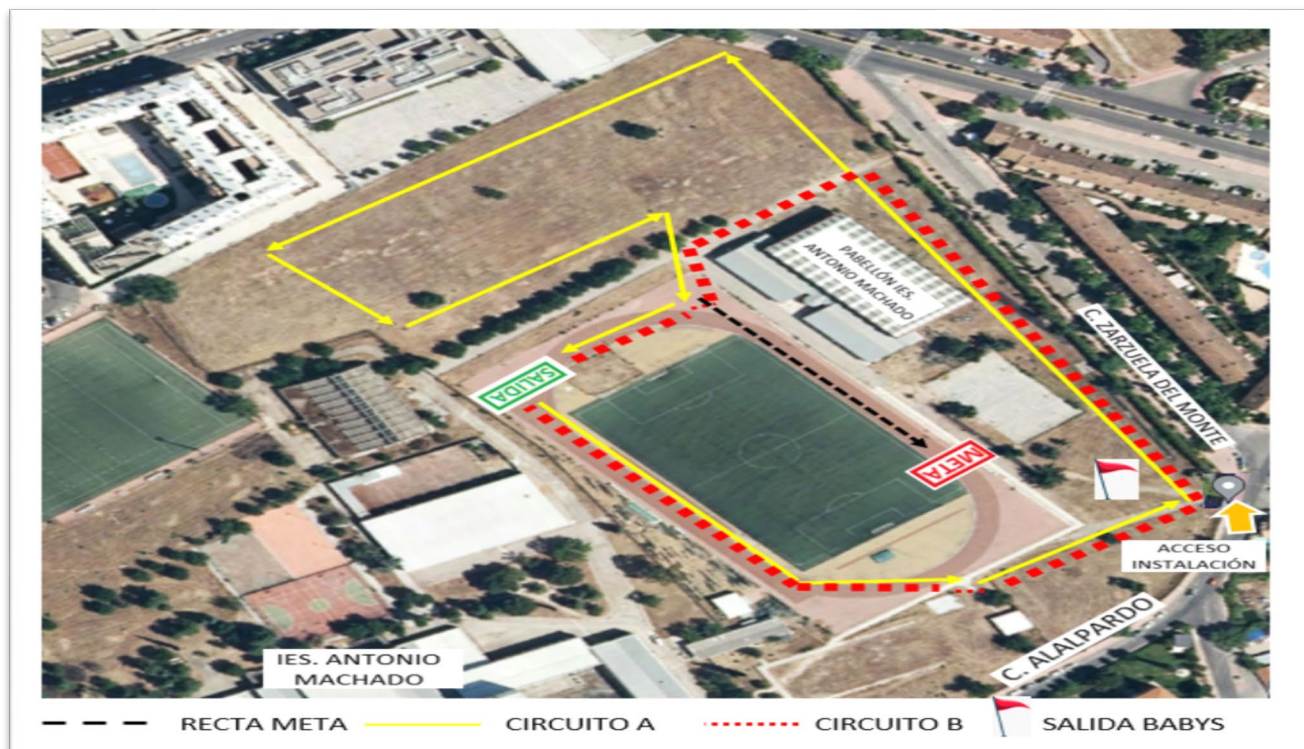 PABELLÓN IES.
ANTONIO MACHADO
C. ZARZUELA DEL MONTE
SALIDA
META
ACCESO
INSTALACIÓN
C. ALALPARDO
IES. ANTONIO
MACHADO
RECTA META
CIRCUITO A
CIRCUITO B
SALIDA BABYS